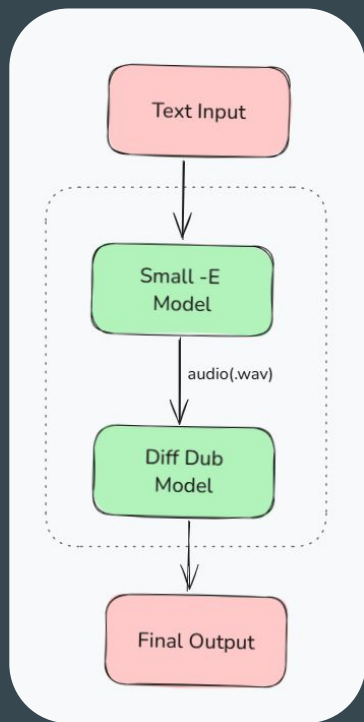 Text Input
Small -E
Model
audio(.wav)
Diff Dub
Model
Final Output